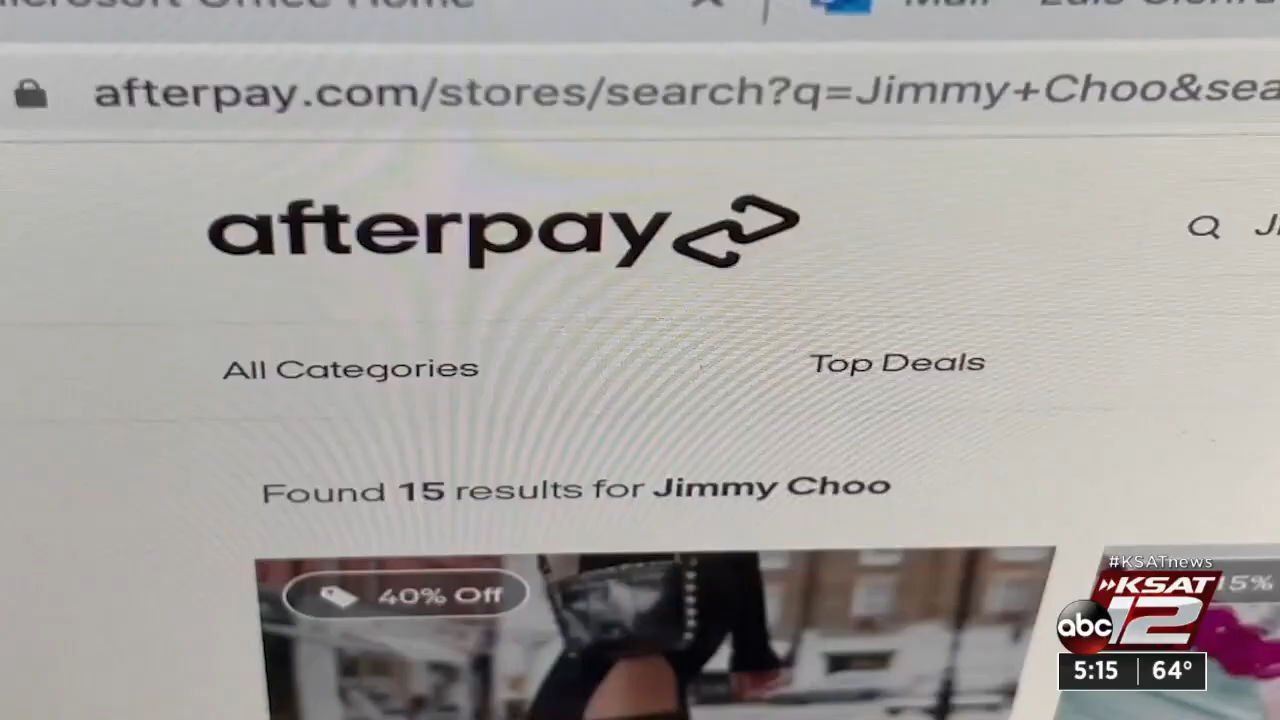 afterpay.com/stores/search?q=Jimmy+Choo&sea
afterpay
All Categories
Top Deals
Found 15 results for Jimmy Choo
40% Off
#KSATnews
KSAT
15%
abc
12
5:15
64°